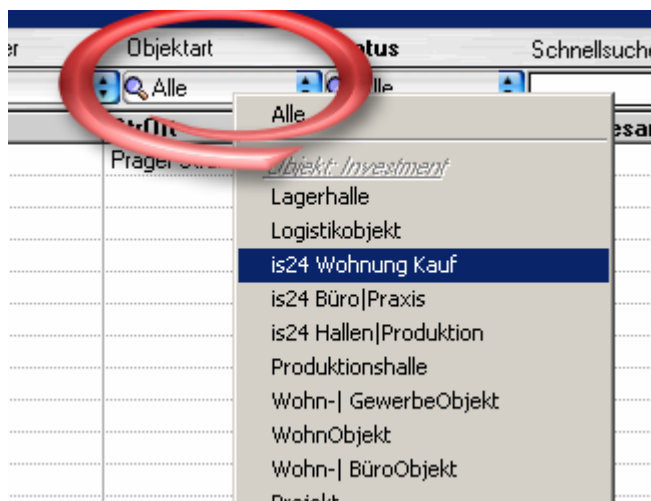 Objektart Schnellsuche
Alle
Alle
Prager
Objekt: Investment
Lagerhalle
Logistikobjekt
is24 Wohnung Kauf
is24 Büro|Praxis
is24 Hallen|Produktion
Produktionshalle
Wohn-| GewerbeObjekt
WohnObjekt
Wohn-| BüroObjekt
Projekt